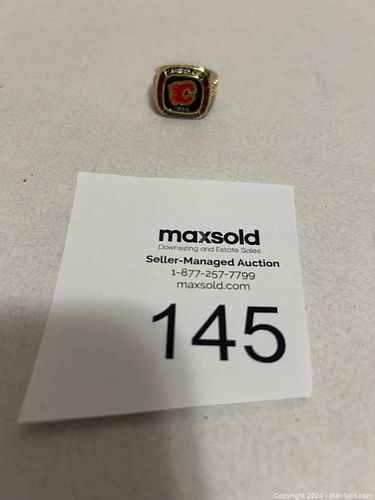 C
maxsold
Downsizing and Estate Sales
Seller-Managed Auction
1-877-257-7799
maxsold.com
145
Copyright 2024 - MaxSold.com